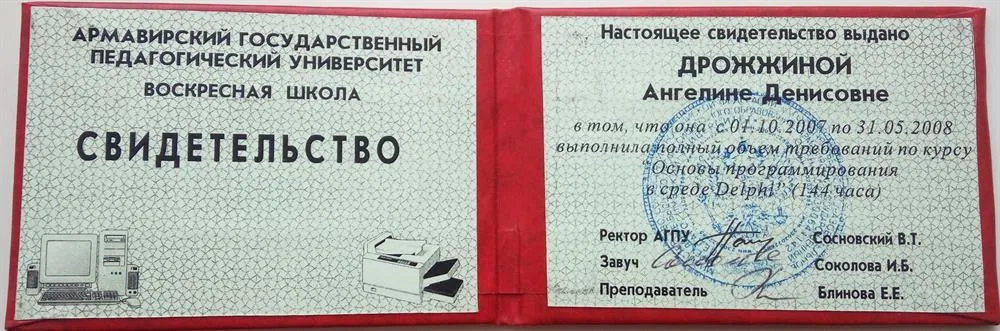 АРМАВИРСКИЙ ГОСУДАРСТВЕННЫЙ
ПЕДАГОГИЧЕСКИЙ УНИВЕРСИТЕТ
ВОСКРЕСНАЯ ШКОЛА
СВИДЕТЕЛЬСТВО
Настоящее свидетельство выдано
ДРОЖЖИНОЙ
Ангелине Денисовне
в том, что она с 01.10.2007 по 31.05.2008
выполнила полный объем требований по курсу
Основы программирования
в среде Delphi" (144 часа)
Ректор АГПУ Сосновский В.Т.
Завуч Соколова И.Б.
Преподаватель Блинова Е.Е.